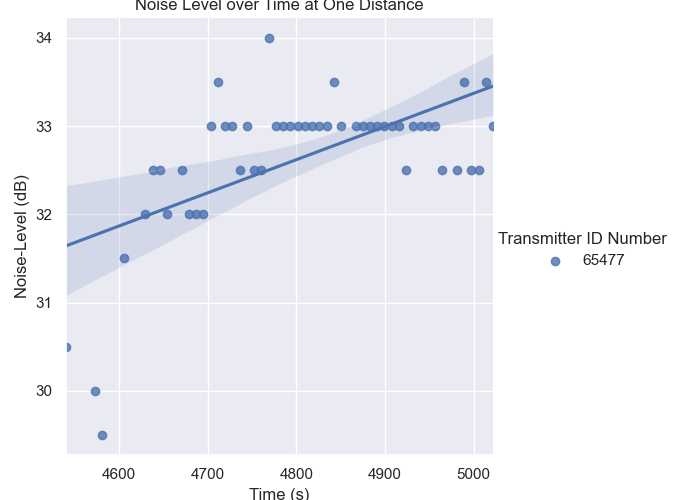 Noise Level over Time at One Distance
34
33
32
31
30
Noise-Level (dB)
4600 4700 4800 4900 5000
Time (s)
Transmitter ID Number
65477